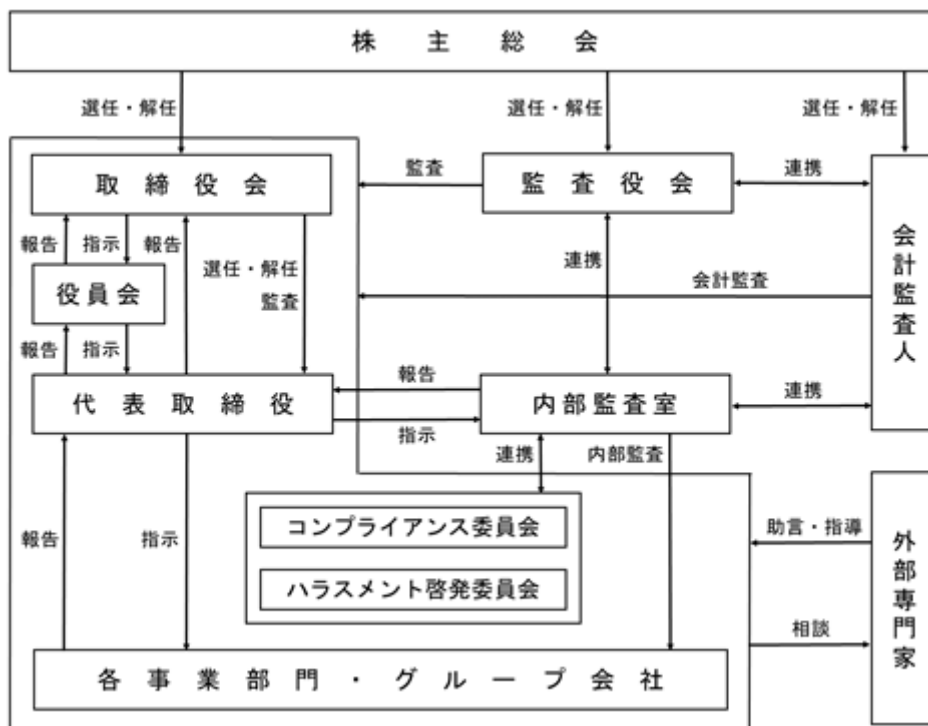 株主総会
選任・解任
選任・解任
選任・解任
取締役会
監査
監査役会
連携
会計監査人
報告
指示
報告
選任・解任
監査
連携
会計監査
役員会
報告
指示
代表取締役
報告
指示
内部監査室
連携
連携
内部監査
コンプライアンス委員会
ハラスメント啓発委員会
報告
指示
助言・指導
相談
外部専門家
各事業部門・グループ会社